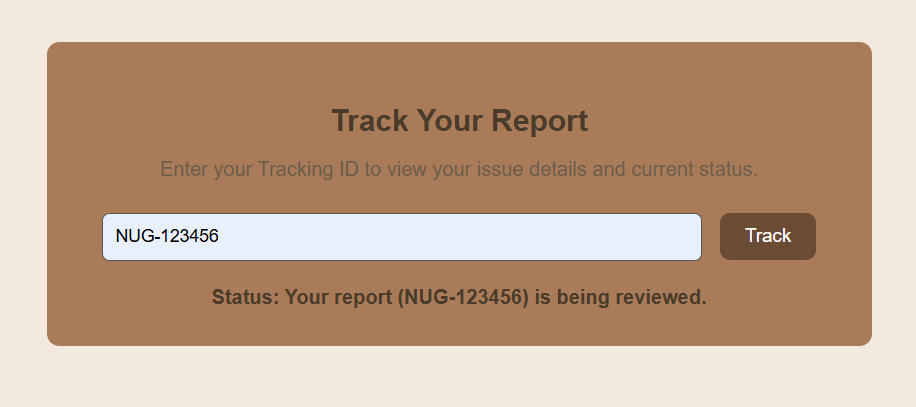 Track Your Report
Enter your Tracking ID to view your issue details and current status.
NUG-123456
Track
Status: Your report (NUG-123456) is being reviewed.